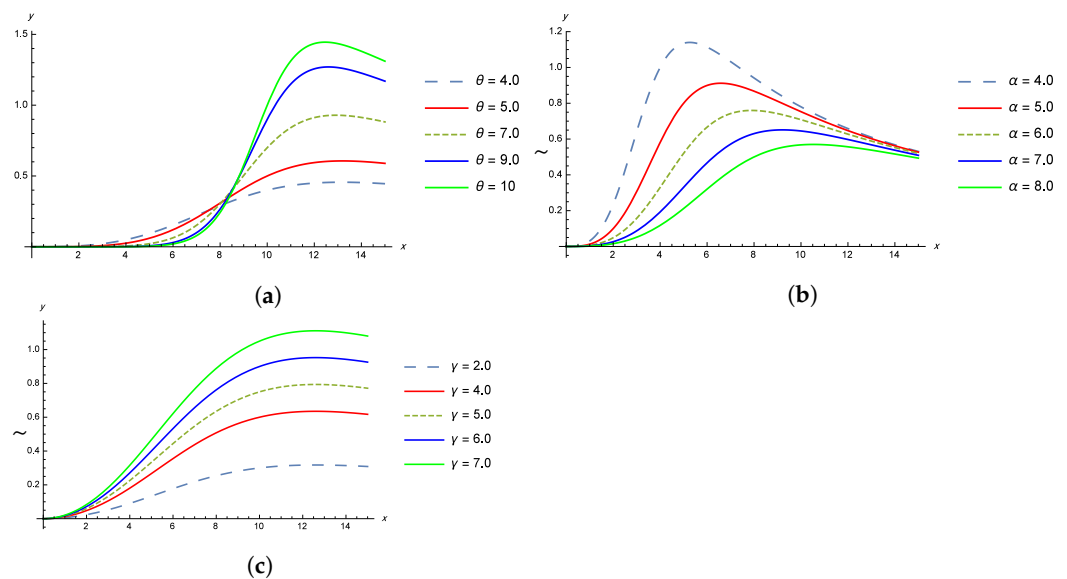 y
1.5
1.0
0.5
2 4 6 8 10 12 14 x
θ = 4.0
θ = 5.0
θ = 7.0
θ = 9.0
θ = 10
(a)
y
1.2
1.0
0.8
0.6
~
0.4
0.2
2 4 6 8 10 12 14 x
α = 4.0
α = 5.0
α = 6.0
α = 7.0
α = 8.0
(b)
y
1.0
0.8
0.6
~
0.4
0.2
2 4 6 8 10 12 14 x
γ = 2.0
γ = 4.0
γ = 5.0
γ = 6.0
γ = 7.0
(c)